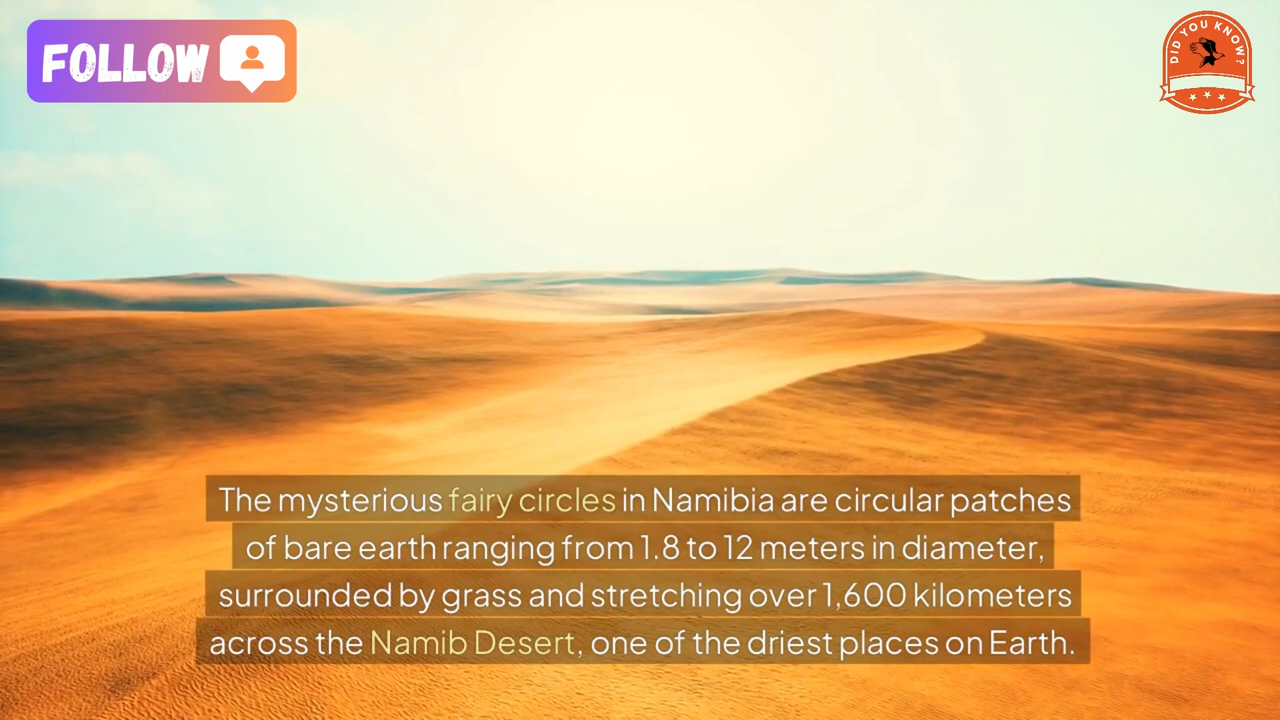 FOLLOW
DID YOU KNOW?
The mysterious fairy circles in Namibia are circular patches
of bare earth ranging from 1.8 to 12 meters in diameter,
surrounded by grass and stretching over 1,600 kilometers
across the Namib Desert, one of the driest places on Earth.